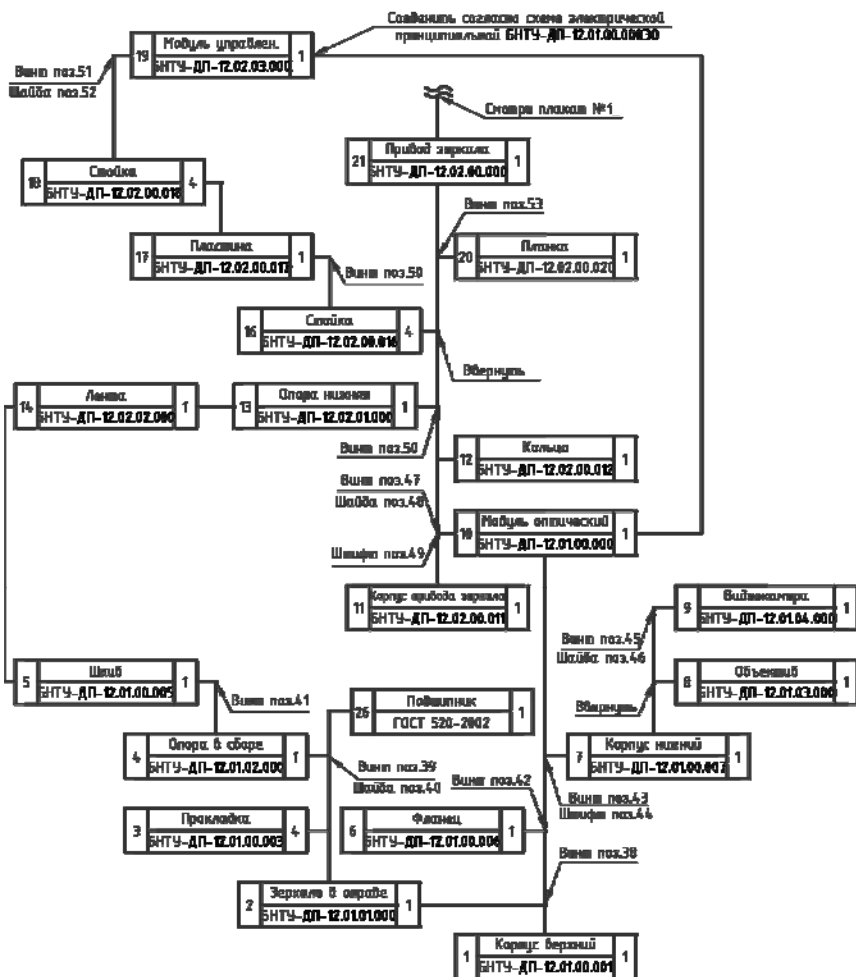 Соединить согласно схеме электрической
принципиальной БНТУ-ДП-12.01.00.000Э0
19 Модуль управлен. 1
БНТУ-ДП-12.02.03.000
Винт поз.51
Шайба поз.52
Смотри плакат №1
21 Привод зеркала 1
БНТУ-ДП-12.02.00.000
18 Стойка 4
БНТУ-ДП-12.02.00.018
Винт поз.53
17 Пластина 1
БНТУ-ДП-12.02.00.017
20 Планка 1
БНТУ-ДП-12.02.00.020
Винт поз.50
16 Стойка 4
БНТУ-ДП-12.02.00.016
Ввернуть
14 Лента 1
БНТУ-ДП-12.02.02.000
13 Опора нижняя 1
БНТУ-ДП-12.02.01.000
Винт поз.50
12 Кольцо 1
БНТУ-ДП-12.02.00.012
Винт поз.47
Шайба поз.48
10 Модуль оптический 1
БНТУ-ДП-12.01.00.000
Штифт поз.49
11 Корпус привода зеркала 1
БНТУ-ДП-12.02.00.011
9 Видеокамера 1
БНТУ-ДП-12.01.04.000
Винт поз.45
Шайба поз.46
5 Шкив 1
БНТУ-ДП-12.01.00.005
8 Объектив 1
БНТУ-ДП-12.01.03.000
Винт поз.41
26 Подшипник 1
ГОСТ 520-2002
Ввернуть
4 Опора в сборе 1
БНТУ-ДП-12.01.02.000
7 Корпус нижний 1
БНТУ-ДП-12.01.00.007
Винт поз.39
Шайба поз.40
Винт поз.42
Винт поз.43
Штифт поз.44
3 Прокладка 4
БНТУ-ДП-12.01.00.003
6 Фланец 1
БНТУ-ДП-12.01.00.006
Винт поз.38
2 Зеркало в оправе 1
БНТУ-ДП-12.01.01.000
1 Корпус верхний 1
БНТУ-ДП-12.01.00.001